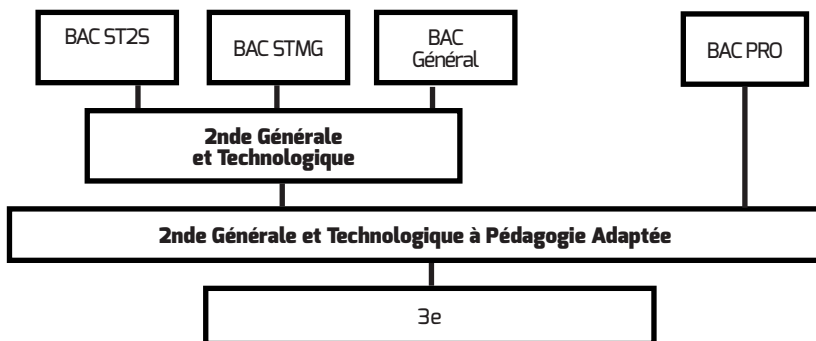 BAC ST2S
BAC STMG
BAC
Général
BAC PRO
2nde Générale
et Technologique
2nde Générale et Technologique à Pédagogie Adaptée
3e